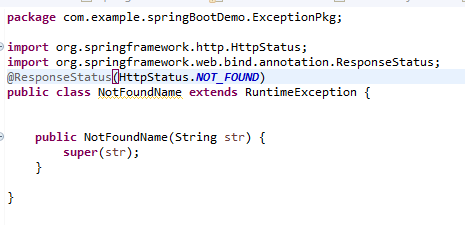 package com.example.springBootDemo.ExceptionPkg;
import org.springframework.http.HttpStatus;
import org.springframework.web.bind.annotation.ResponseStatus;
@ResponseStatus(HttpStatus.NOT_FOUND)
public class NotFoundName extends RuntimeException {
public NotFoundName(String str) {
super(str);
}
}